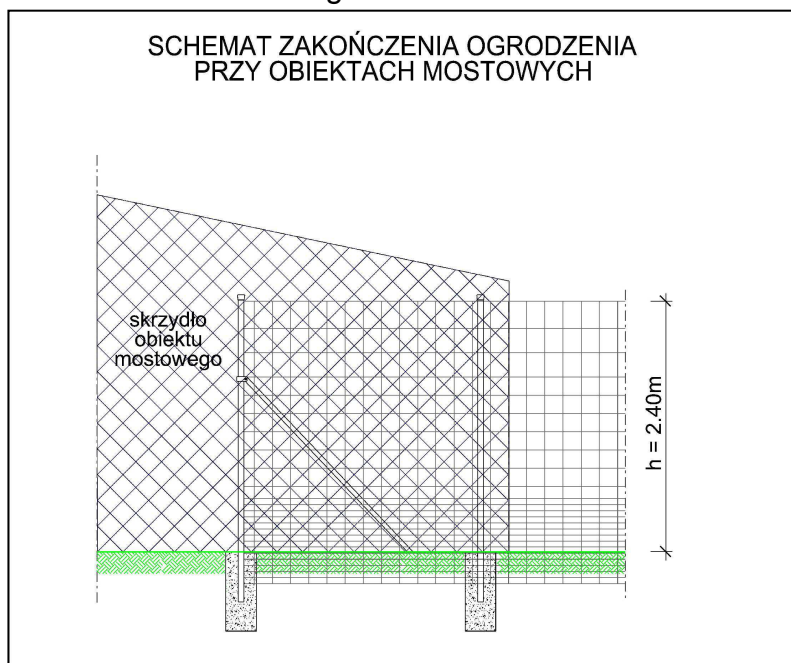 SCHEMAT ZAKOŃCZENIA OGRODZENIA
PRZY OBIEKTACH MOSTOWYCH
skrzydło
obiektu
mostowego
h = 2.40m